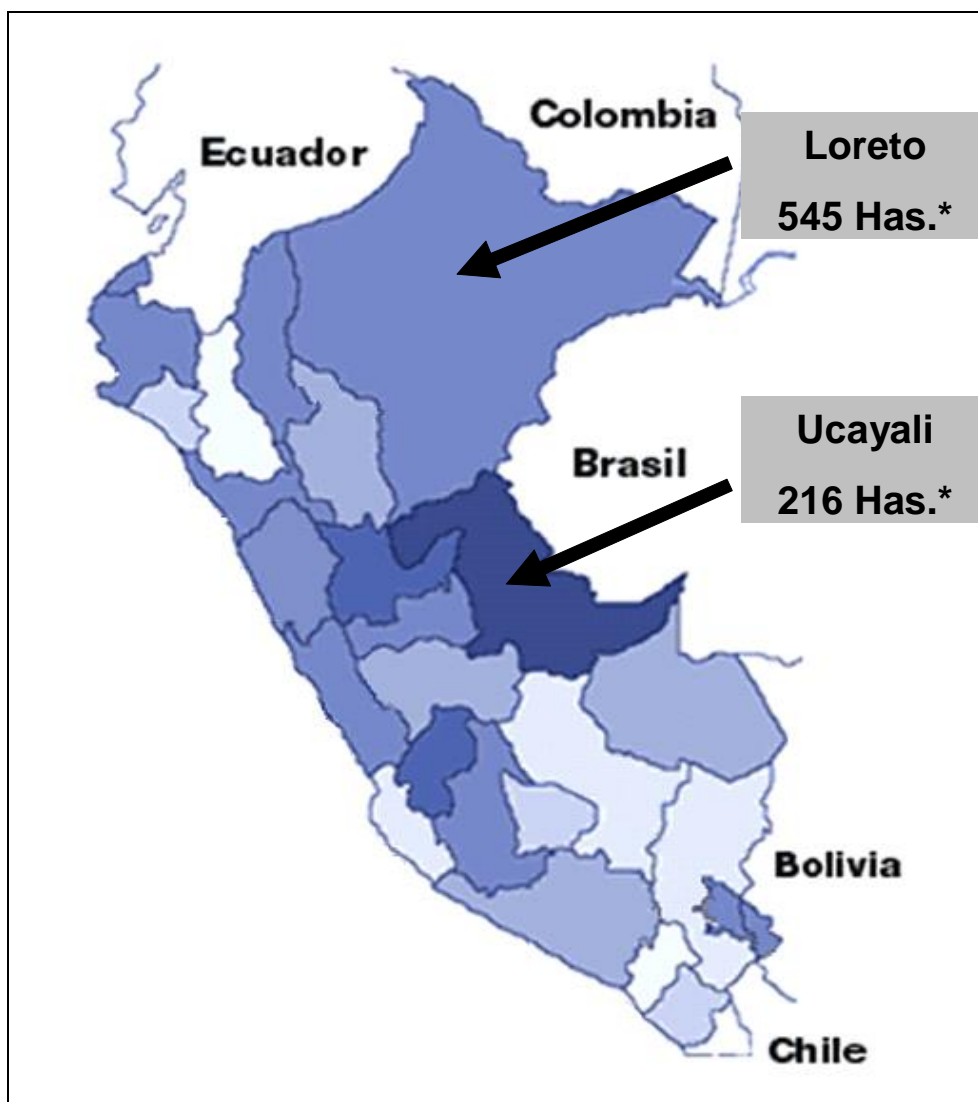 Colombia
Ecuador
Loreto
545 Has.*
Brasil
Ucayali
216 Has.*
Bolivia
Chile